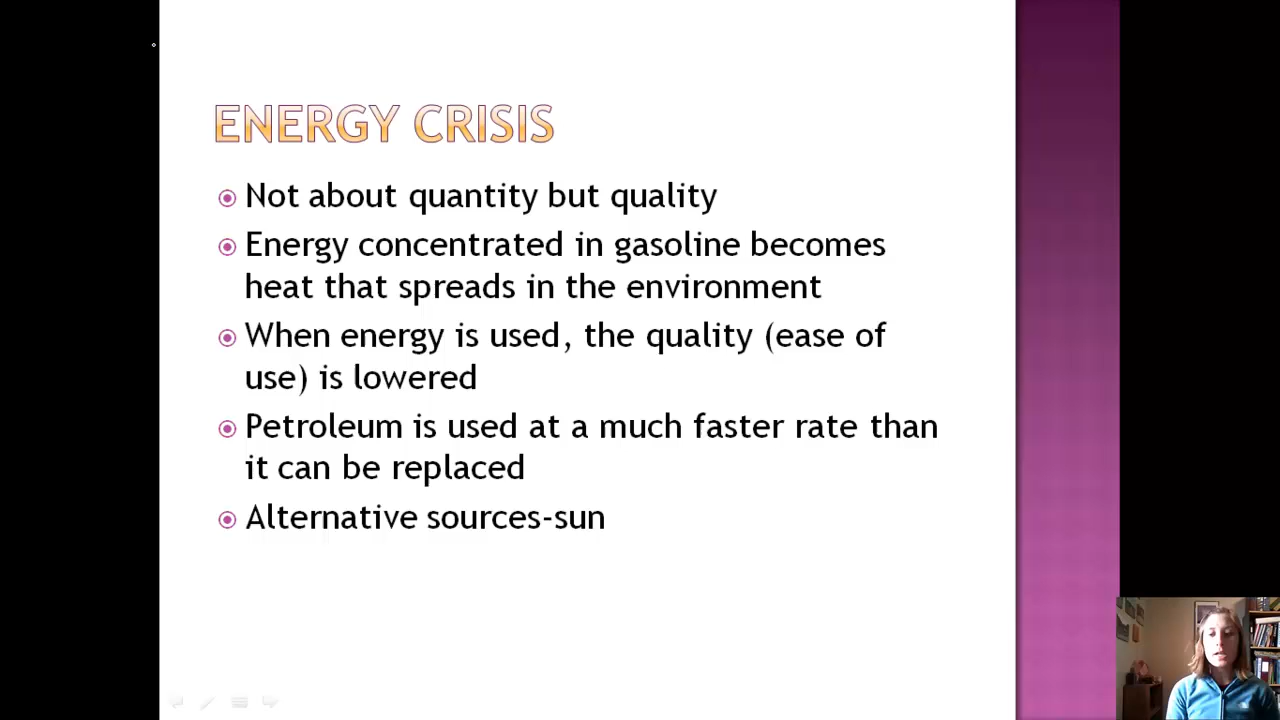 ENERGY CRISIS
Not about quantity but quality
Energy concentrated in gasoline becomes
heat that spreads in the environment
When energy is used, the quality (ease of
use) is lowered
Petroleum is used at a much faster rate than
it can be replaced
Alternative sources-sun